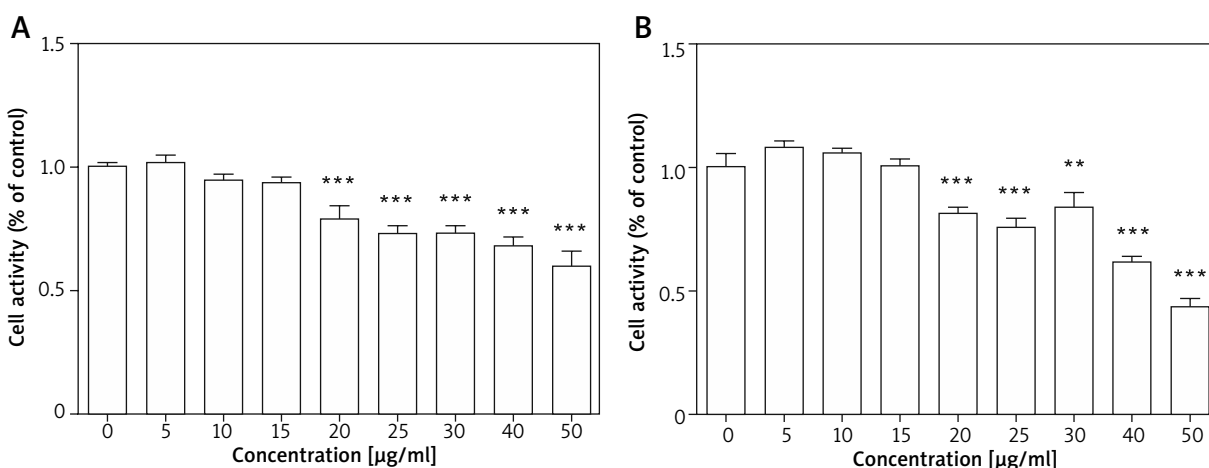 A
Cell activity (% of control)
1.5
1.0
0.5
0
***
***
***
***
***
0 5 10 15 20 25 30 40 50
Concentration [µg/ml]
B
Cell activity (% of control)
1.5
1.0
0.5
0
***
***
**
***
***
0 5 10 15 20 25 30 40 50
Concentration [µg/ml]